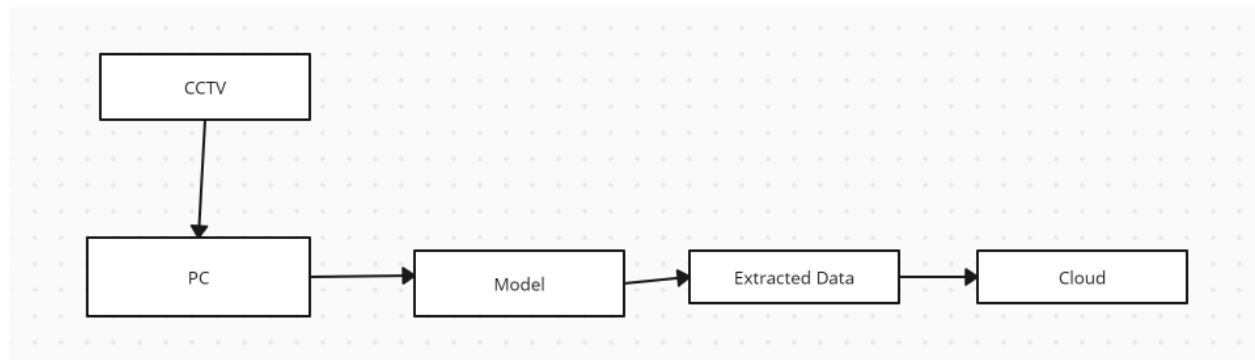 CCTV
PC
Model
Extracted Data
Cloud